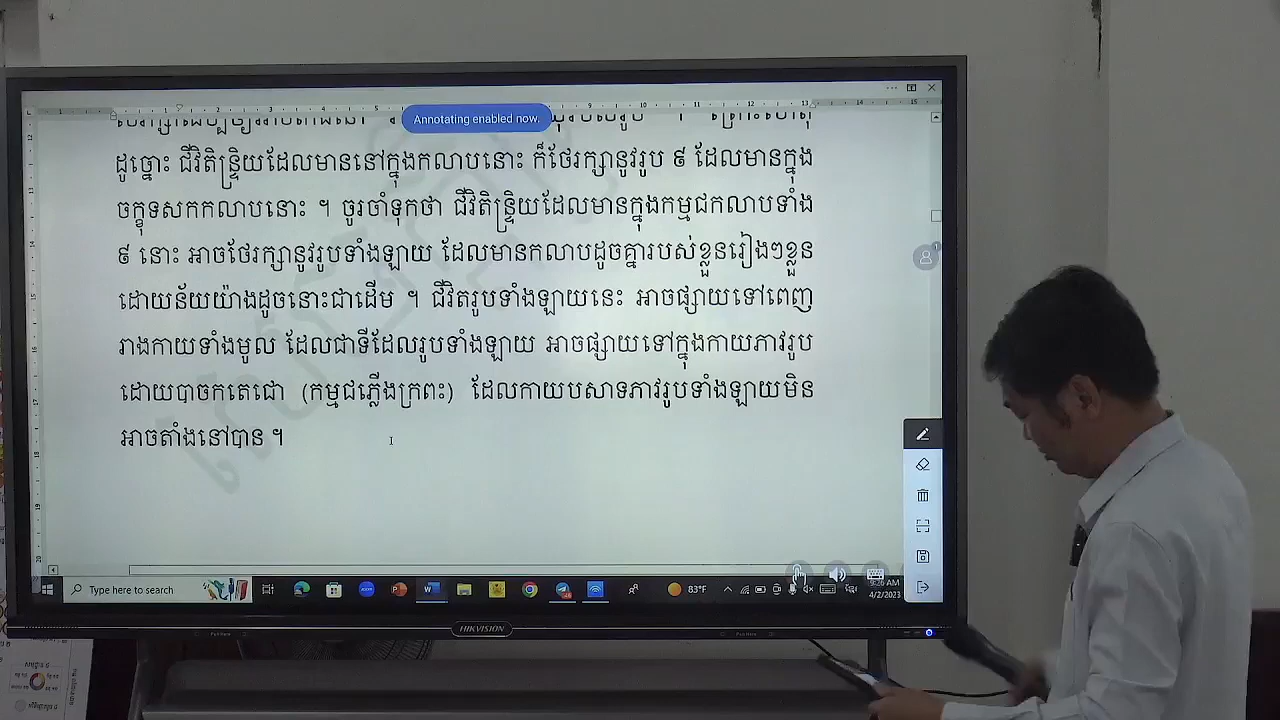 Annotating enabled now.
ដូច្នោះ ជីវិតិន្ទ្រិយដែលមាននៅក្នុងកលាបនោះ ក៏ថែរក្សានូវរូប ៩ ដែលមានក្នុង
ចក្ខុទសកកលាបនោះ ។ ចូរចាំទុកថា ជីវិតិន្ទ្រិយដែលមានក្នុងកម្មជកលាបទាំង
៩ នោះ អាចថែរក្សានូវរូបទាំងឡាយ ដែលមានកលាបដូចគ្នារបស់ខ្លួនរៀងៗខ្លួន
ដោយន័យយ៉ាងដូចនោះជាដើម ។ ជីវិតរូបទាំងឡាយនេះ អាចផ្សាយទៅពេញ
រាងកាយទាំងមូល ដែលជាទីដែលរូបទាំងឡាយ អាចផ្សាយទៅក្នុងកាយភាវរូប
ដោយបាចកតេជោ (កម្មជភ្លើងក្រពះ) ដែលកាយបសាទភាវរូបទាំងឡាយមិន
អាចតាំងនៅបាន ។
Type here to search
83°F
9:26 AM
4/2/2023
HIKVISION